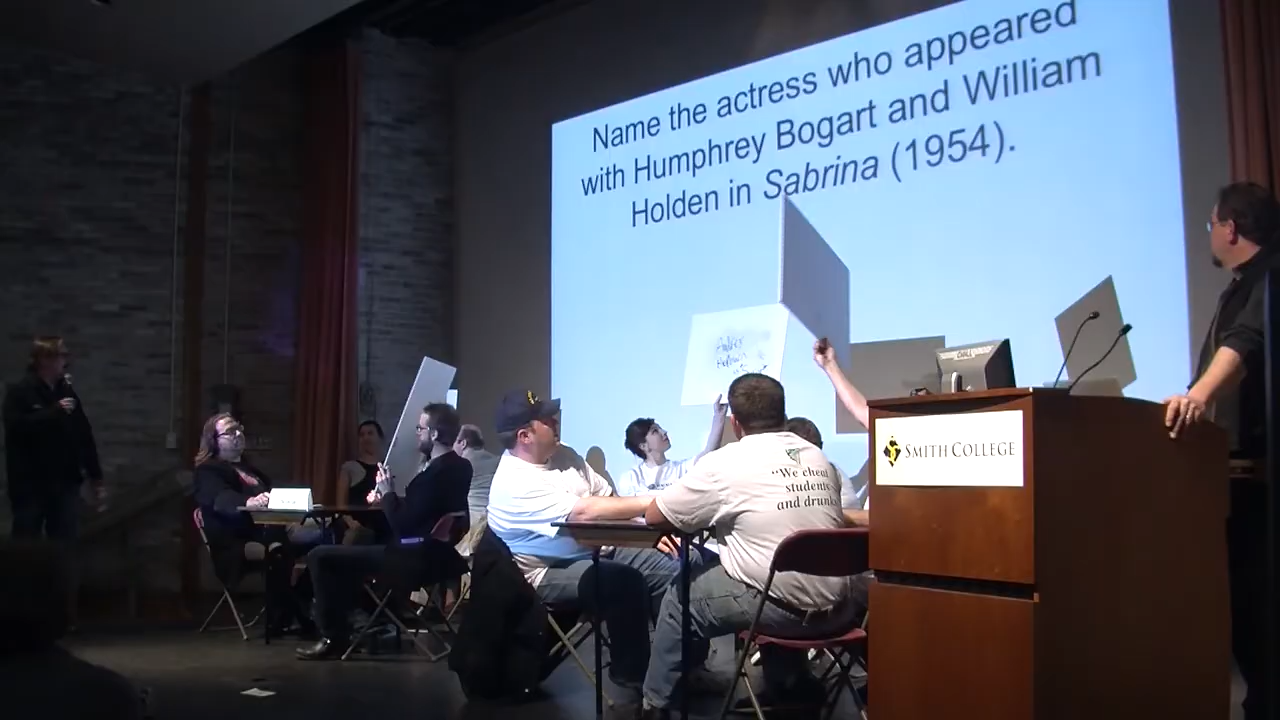 Name the actress who appeared
with Humphrey Bogart and William
Holden in Sabrina (1954).
SMITH COLLEGE
"We cheat
students
and drunks